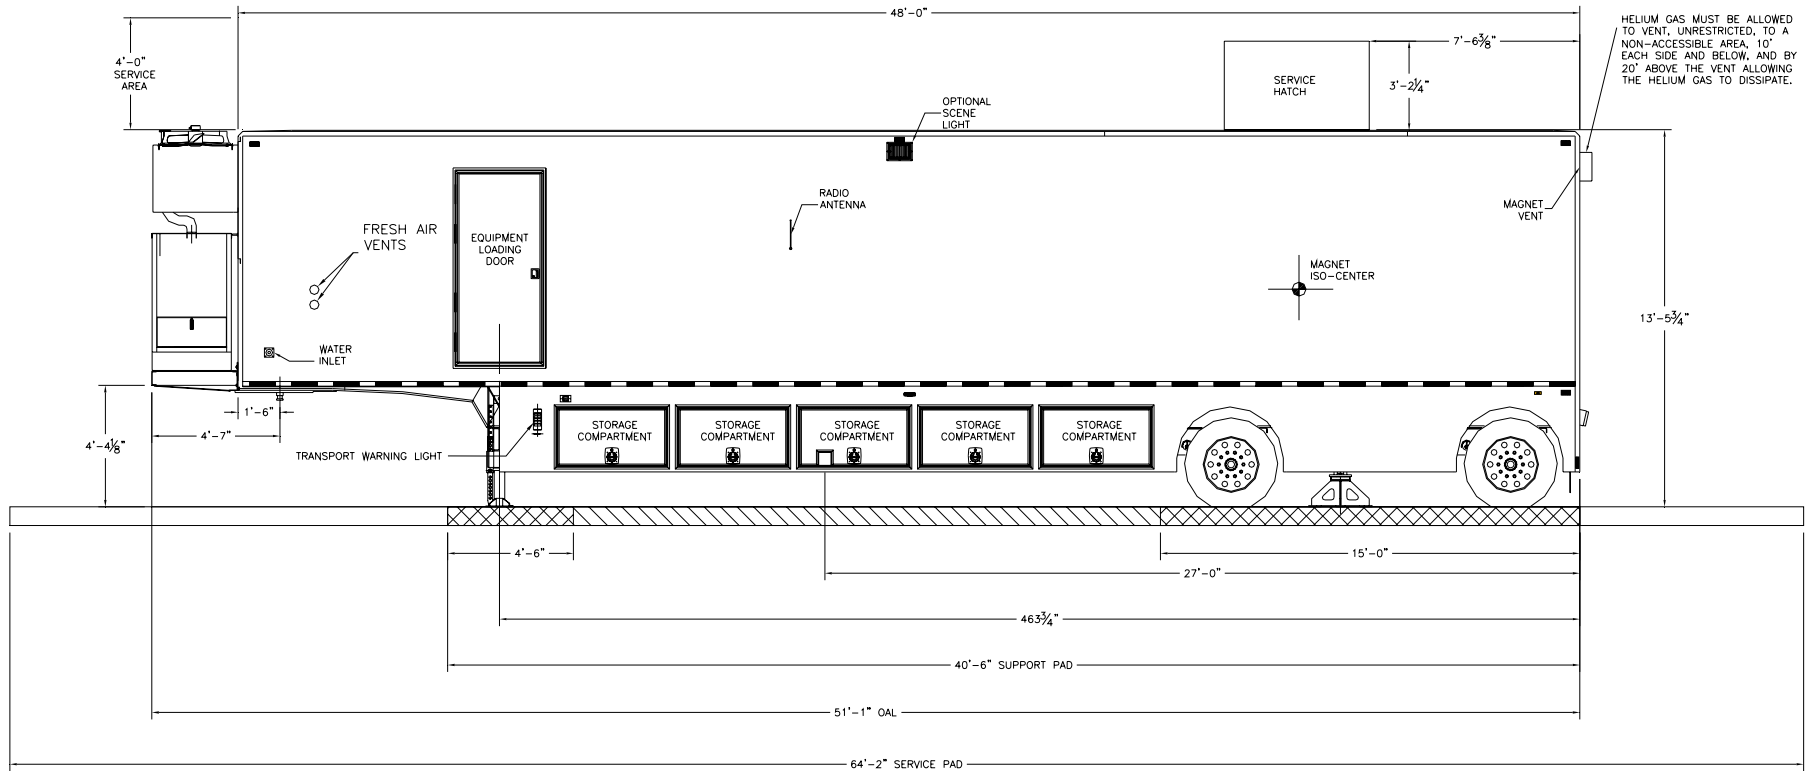 48'-0"
HELIUM GAS MUST BE ALLOWED
TO VENT, UNRESTRICTED, TO A
NON-ACCESSIBLE AREA, 10'
EACH SIDE AND BELOW, AND BY
20' ABOVE THE VENT ALLOWING
THE HELIUM GAS TO DISSIPATE.
7'-6⅜"
4'-0"
SERVICE
AREA
SERVICE
HATCH
3'-2¼"
OPTIONAL
SCENE
LIGHT
RADIO
ANTENNA
MAGNET
VENT
FRESH AIR
VENTS
EQUIPMENT
LOADING
DOOR
MAGNET
ISO-CENTER
13'-5¾"
WATER
INLET
1'-6"
4'-7"
4'-4⅛"
TRANSPORT WARNING LIGHT
STORAGE
COMPARTMENT
STORAGE
COMPARTMENT
STORAGE
COMPARTMENT
STORAGE
COMPARTMENT
STORAGE
COMPARTMENT
4'-6"
15'-0"
27'-0"
463¾"
40'-6" SUPPORT PAD
51'-1" OAL
64'-2" SERVICE PAD